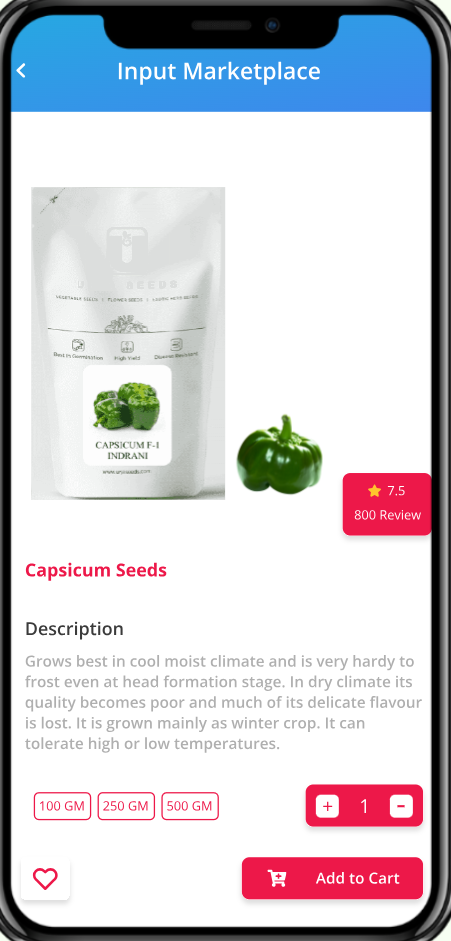 Input Marketplace
SEEDS
VEGETABLE SEEDS | FLOWER SEEDS |
Best in Germination High Yield Disease Resistant
CAPSICUM F-1
INDRANI
7.5
800 Review
Capsicum Seeds
Description
Grows best in cool moist climate and is very hardy to
frost even at head formation stage. In dry climate its
quality becomes poor and much of its delicate flavour
is lost. It is grown mainly as winter crop. It can
tolerate high or low temperatures.
100 GM 250 GM 500 GM + 1 -
Add to Cart